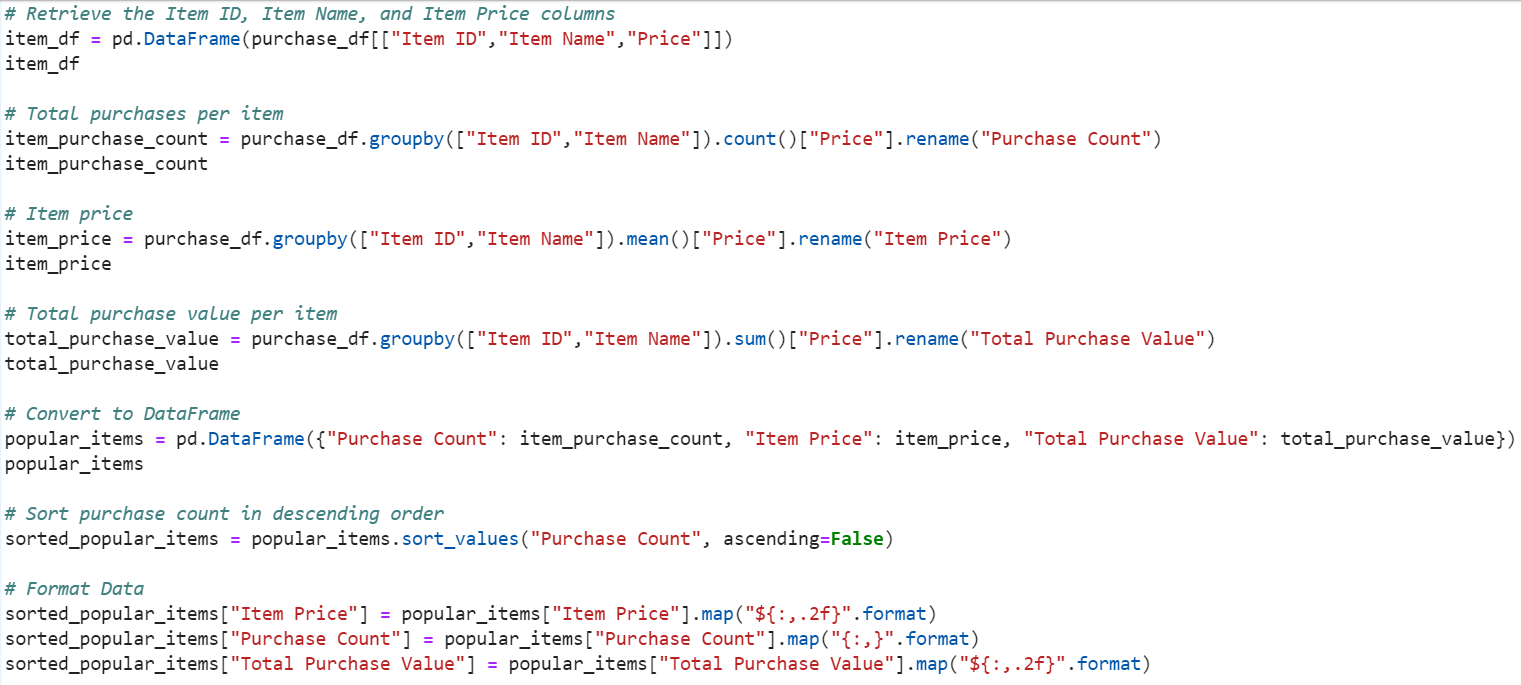 # Retrieve the Item ID, Item Name, and Item Price columns
item_df = pd.DataFrame(purchase_df[["Item ID","Item Name","Price"]])
item_df
# Total purchases per item
item_purchase_count = purchase_df.groupby(["Item ID","Item Name"]).count()["Price"].rename("Purchase Count")
item_purchase_count
# Item price
item_price = purchase_df.groupby(["Item ID","Item Name"]).mean()["Price"].rename("Item Price")
item_price
# Total purchase value per item
total_purchase_value = purchase_df.groupby(["Item ID","Item Name"]).sum()["Price"].rename("Total Purchase Value")
total_purchase_value
# Convert to DataFrame
popular_items = pd.DataFrame({"Purchase Count": item_purchase_count, "Item Price": item_price, "Total Purchase Value": total_purchase_value})
popular_items
# Sort purchase count in descending order
sorted_popular_items = popular_items.sort_values("Purchase Count", ascending=False)
# Format Data
sorted_popular_items["Item Price"] = popular_items["Item Price"].map("${:,.2f}".format)
sorted_popular_items["Purchase Count"] = popular_items["Purchase Count"].map("{:,}".format)
sorted_popular_items["Total Purchase Value"] = popular_items["Total Purchase Value"].map("${:,.2f}".format)